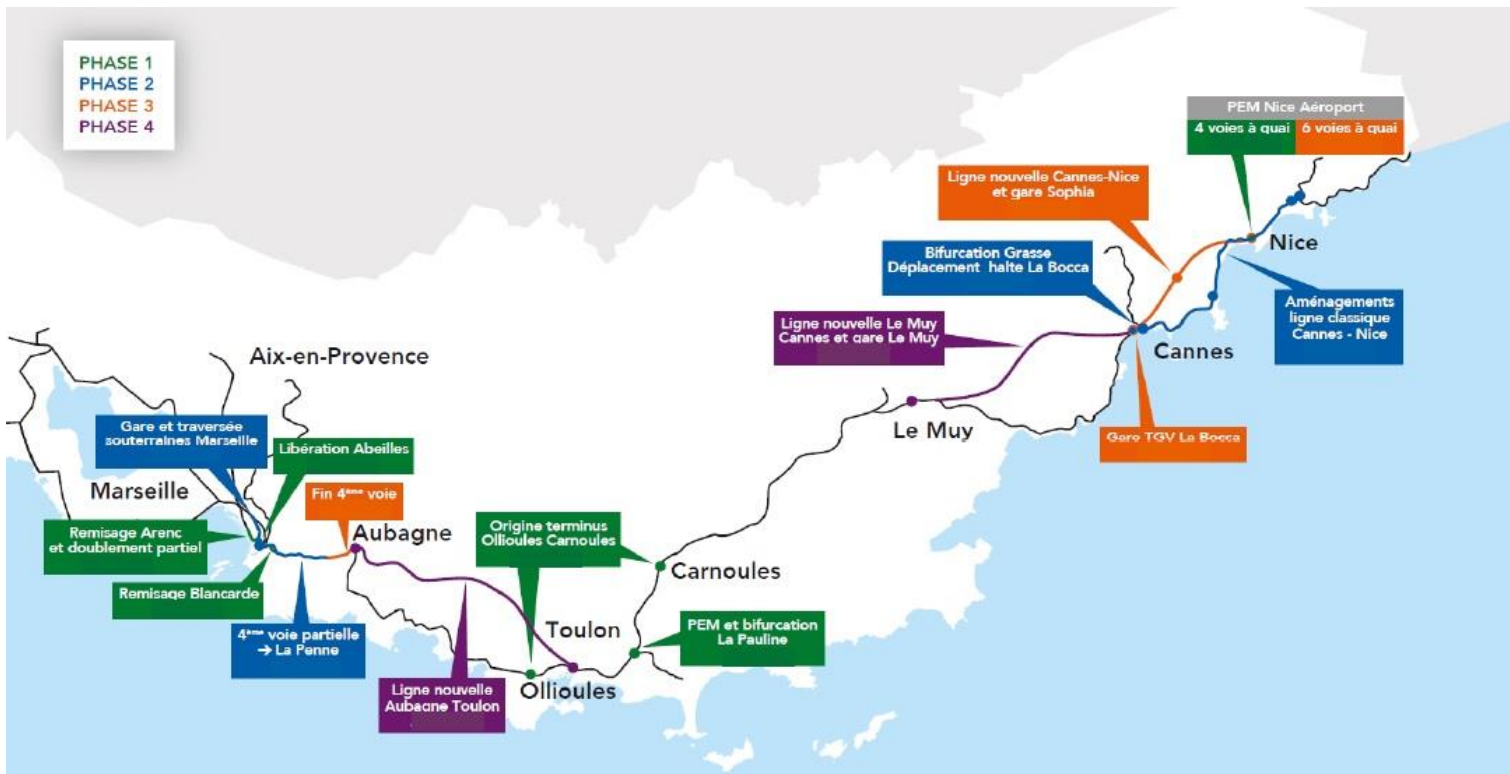 PHASE 1
PHASE 2
PHASE 3
PHASE 4
PEM Nice Aéroport
4 voies à quai
6 voies à quai
Ligne nouvelle Cannes-Nice
et gare Sophia
Nice
Bifurcation Grasse
Déplacement halte La Bocca
Aménagements
ligne classique
Cannes - Nice
Ligne nouvelle Le Muy
Cannes et gare Le Muy
Cannes
Aix-en-Provence
Le Muy
Gare TGV La Bocca
Gare et traversée
souterraines Marseille
Libération Abeilles
Marseille
Fin 4ème voie
Remisage Arenc
et doublement partiel
Aubagne
Origine terminus
Ollioules Carnoules
Carnoules
Remisage Blancarde
4ème voie partielle
→ La Penne
Toulon
PEM et bifurcation
La Pauline
Ligne nouvelle
Aubagne Toulon
Ollioules